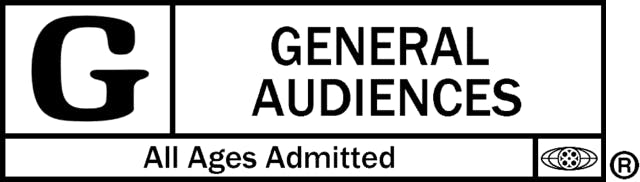 G
GENERAL
AUDIENCES
All Ages Admitted
®